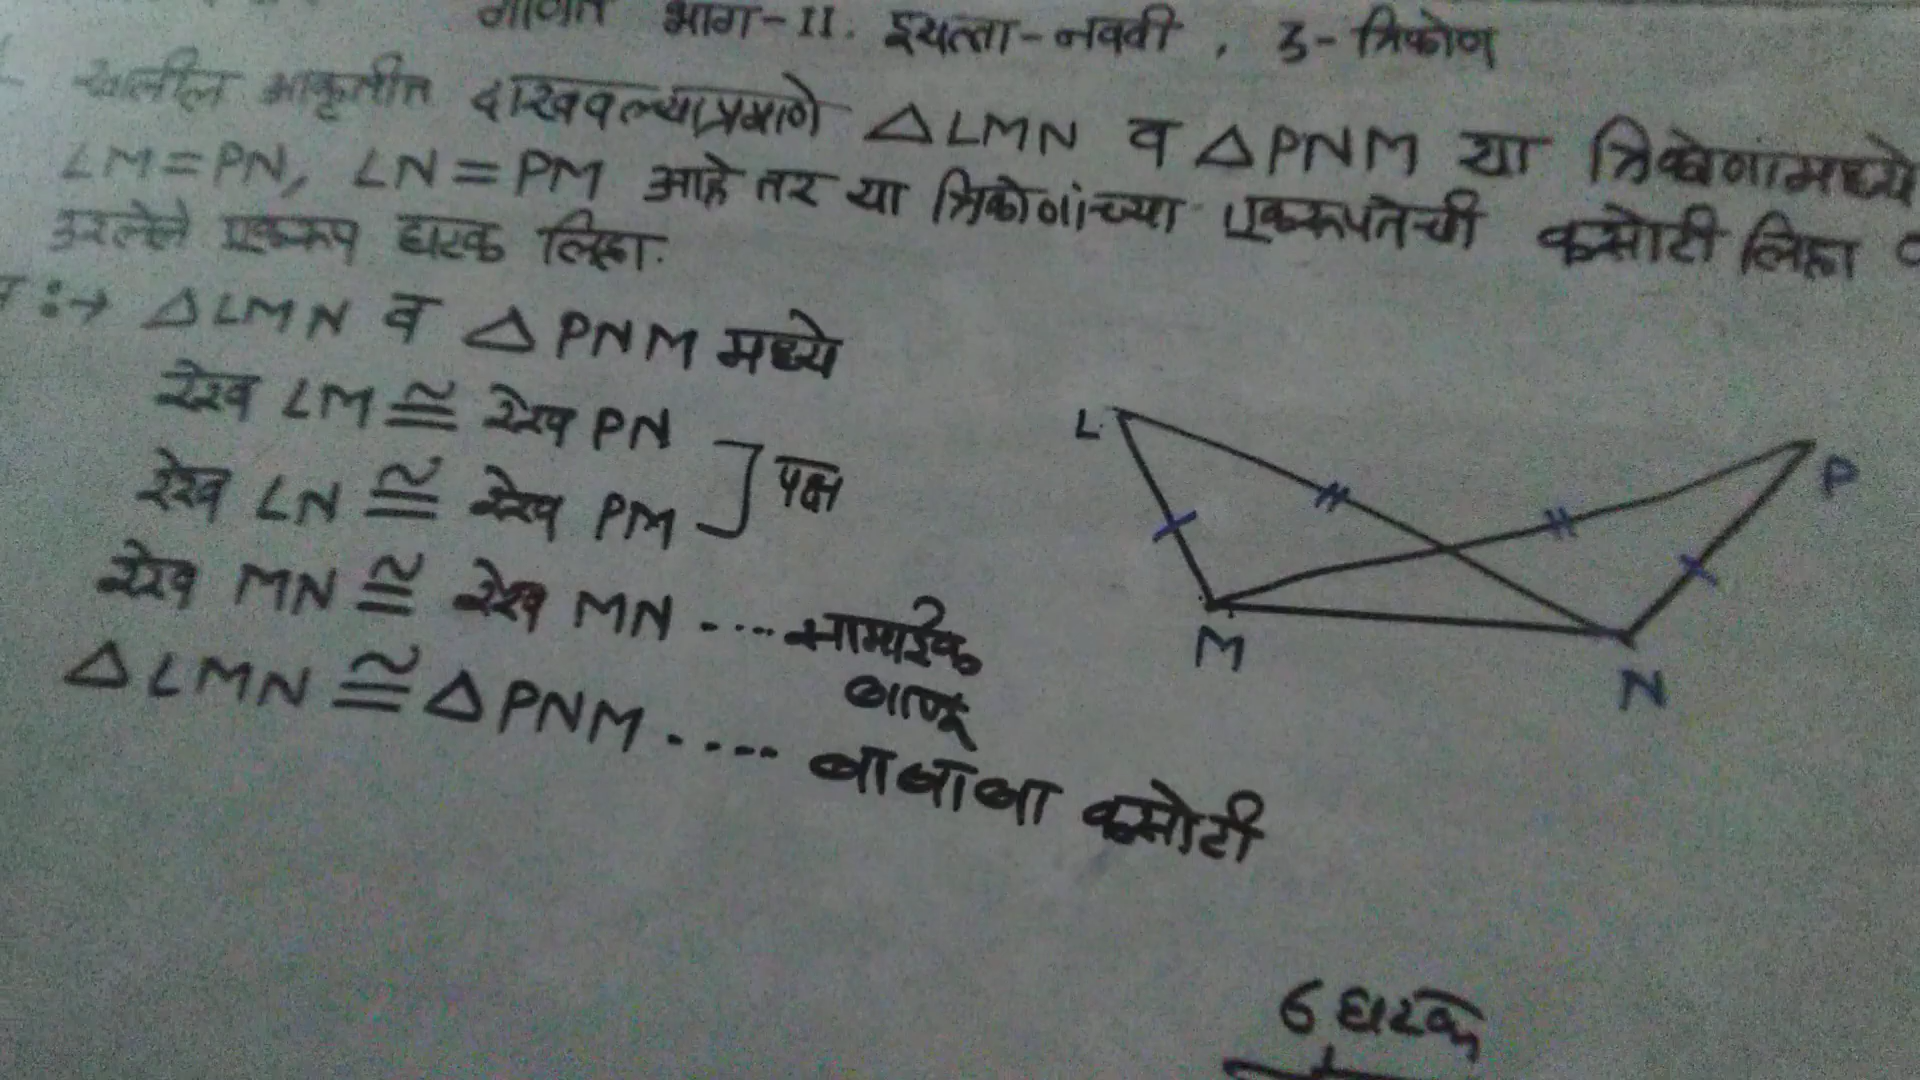 गणित भाग-II. इयत्ता-नववी , 3-त्रिकोण
खालील आकृतीत दाखवल्याप्रमाणे △LMN व △PNM या त्रिकोणांमध्ये
LM=PN, LN=PM आहे तर या त्रिकोणांच्या एकरूपतेची कसोटी लिहा व
उरलेले एकरूप घटक लिहा.
:→ △LMN व △PNM मध्ये
रेख LM ≅ रेख PN
रेख LN ≅ रेख PM ] पक्ष
रेख MN ≅ रेख MN .... सामाईक
बाजू
△LMN ≅ △PNM ..... बाबाबा कसोटी
L
P
M
N
6 घटक